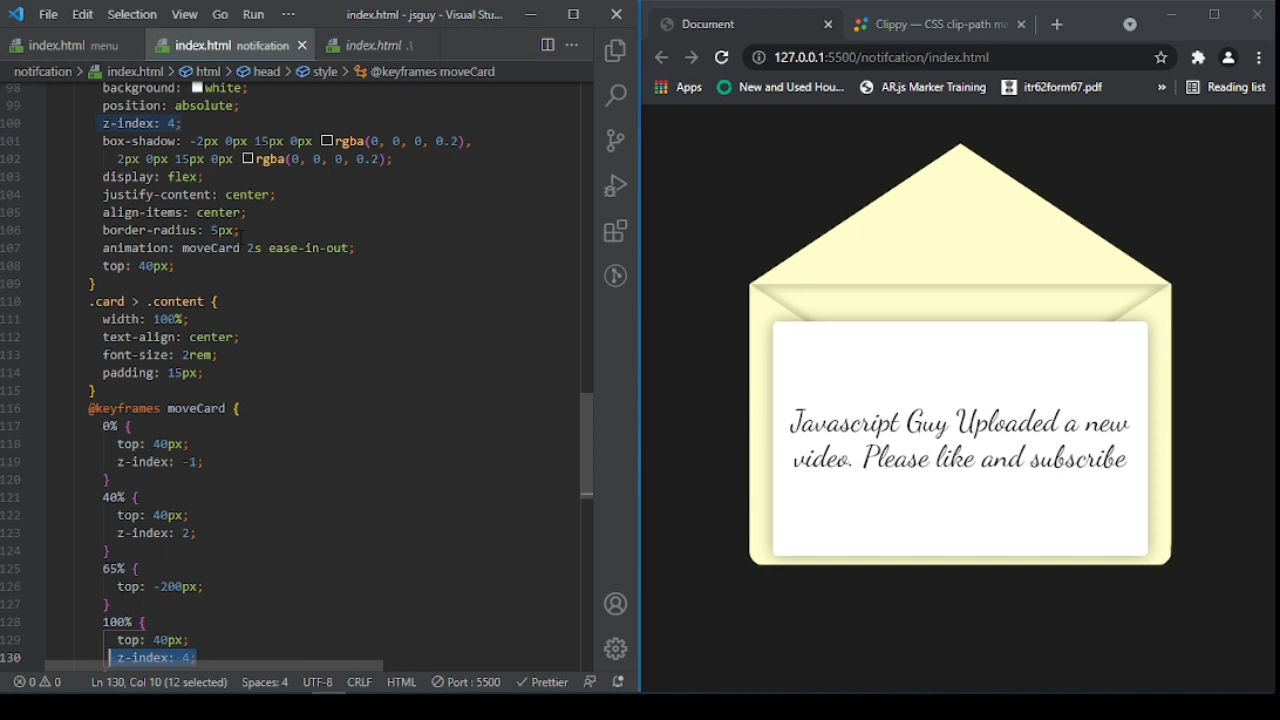 File Edit Selection View Go Run ··· index.html - jsguy - Visual Stu...
index.html menu index.html notifcation index.html .\
notifcation > index.html > html > head > style > @keyframes moveCard
98 background: white;
99 position: absolute;
100 z-index: 4;
101 box-shadow: -2px 0px 15px 0px rgba(0, 0, 0, 0.2),
102 2px 0px 15px 0px rgba(0, 0, 0, 0.2);
103 display: flex;
104 justify-content: center;
105 align-items: center;
106 border-radius: 5px;
107 animation: moveCard 2s ease-in-out;
108 top: 40px;
109 }
110 .card > .content {
111 width: 100%;
112 text-align: center;
113 font-size: 2rem;
114 padding: 15px;
115 }
116 @keyframes moveCard {
117 0% {
118 top: 40px;
119 z-index: -1;
120 }
121 40% {
122 top: 40px;
123 z-index: 2;
124 }
125 65% {
126 top: -200px;
127 }
128 100% {
129 top: 40px;
130 z-index: 4;
0 0 Ln 130, Col 10 (12 selected) Spaces: 4 UTF-8 CRLF HTML Port : 5500 Prettier
Document Clippy — CSS clip-path ma
127.0.0.1:5500/notifcation/index.html
Apps New and Used Hou... AR.js Marker Training itr62form67.pdf » Reading list
Javascript Guy Uploaded a new
video. Please like and subscribe